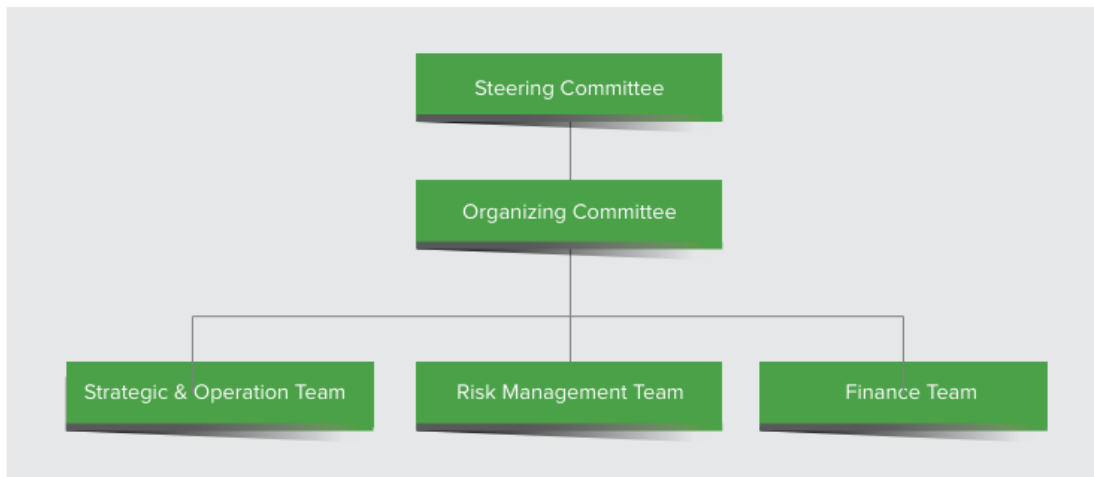 Steering Committee
Organizing Committee
Strategic & Operation Team
Risk Management Team
Finance Team